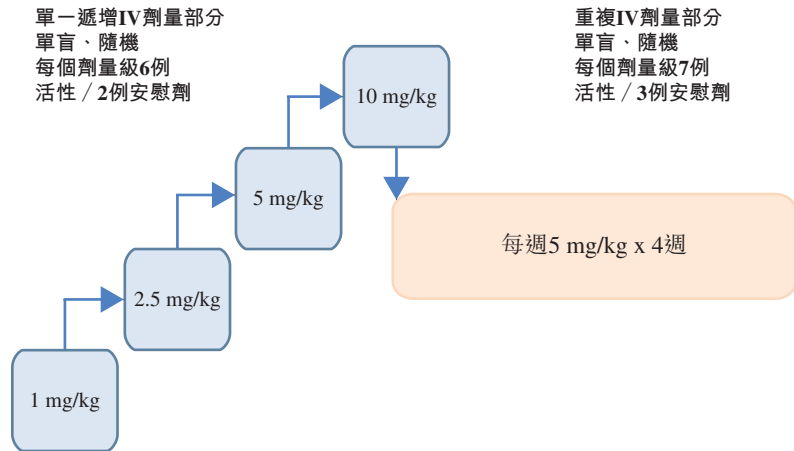 單一遞增IV劑量部分
單盲、隨機
每個劑量級6例
活性／2例安慰劑
重複IV劑量部分
單盲、隨機
每個劑量級7例
活性／3例安慰劑
10 mg/kg
5 mg/kg
每週5 mg/kg x 4週
2.5 mg/kg
1 mg/kg